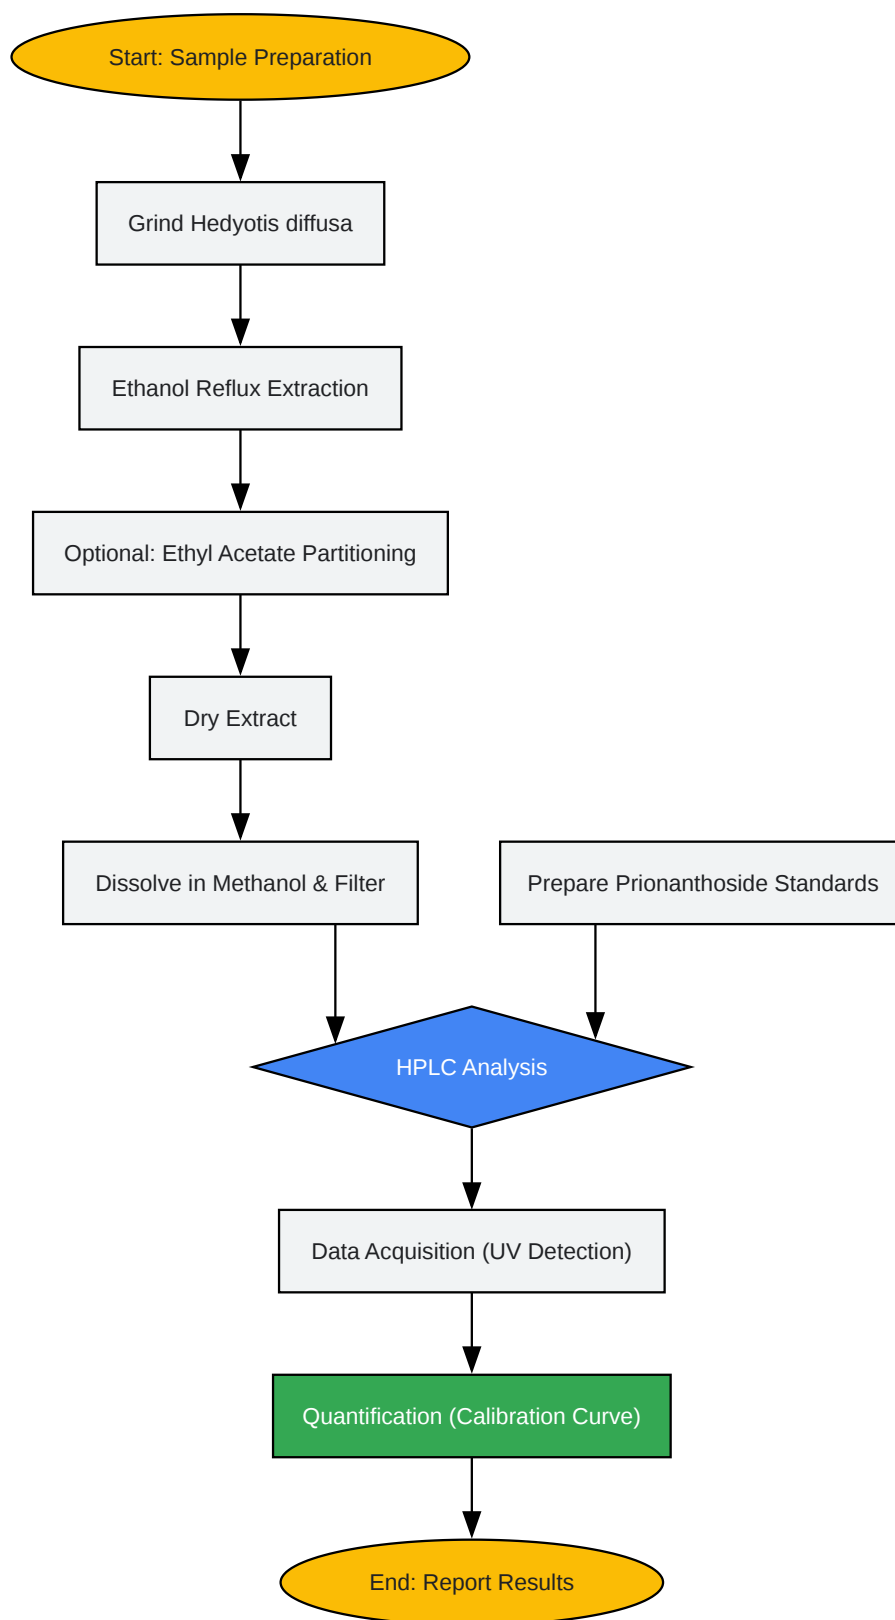 Start: Sample Preparation
Grind Hedyotis diffusa
Ethanol Reflux Extraction
Optional: Ethyl Acetate Partitioning
Dry Extract
Dissolve in Methanol & Filter
Prepare Prionanthoside Standards
HPLC Analysis
Data Acquisition (UV Detection)
Quantification (Calibration Curve)
End: Report Results